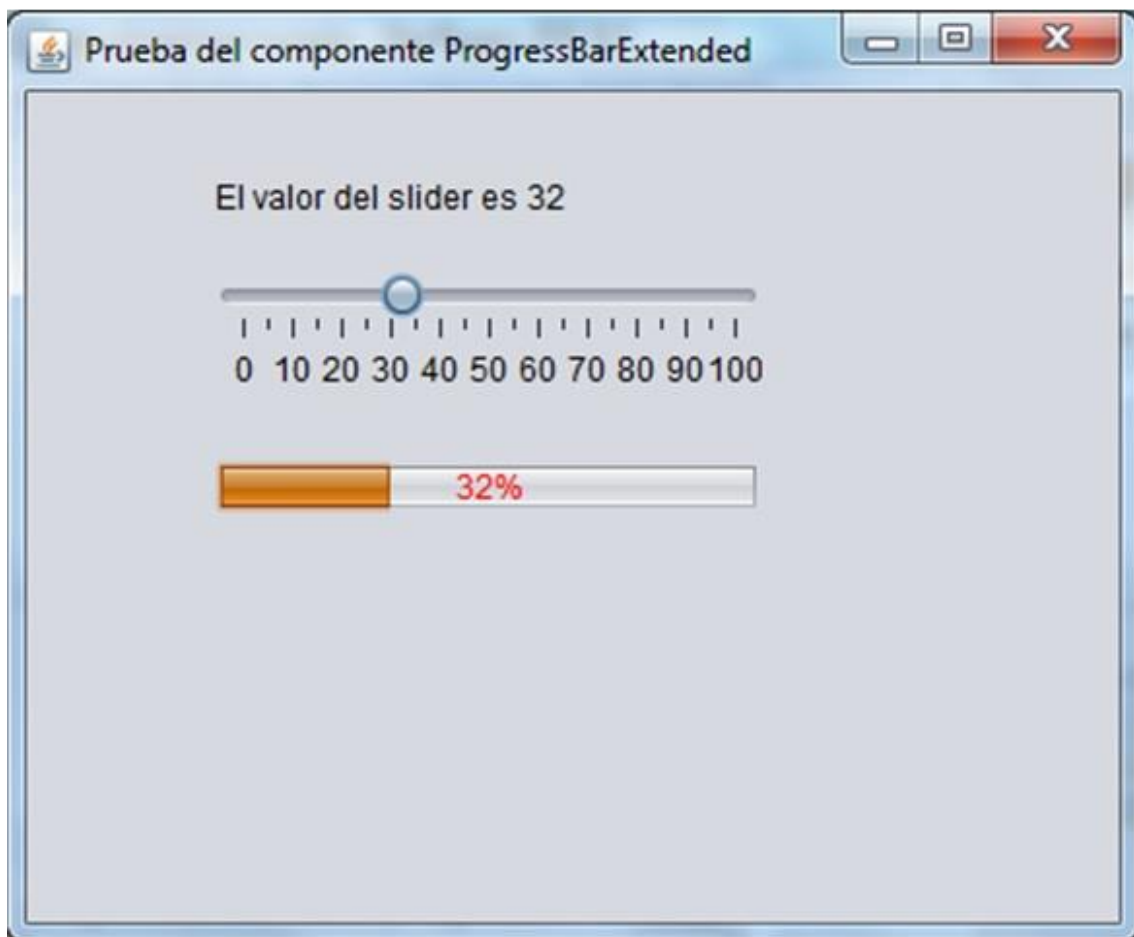 Prueba del componente ProgressBarExtended
El valor del slider es 32
0 10 20 30 40 50 60 70 80 90 100
32%